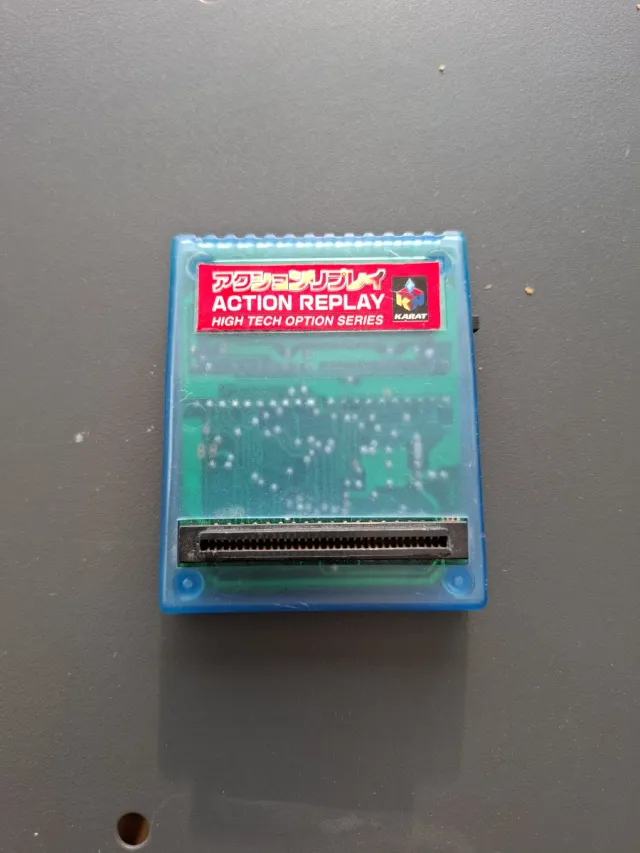 アクションリプレイ
ACTION REPLAY
HIGH TECH OPTION SERIES
KARAT